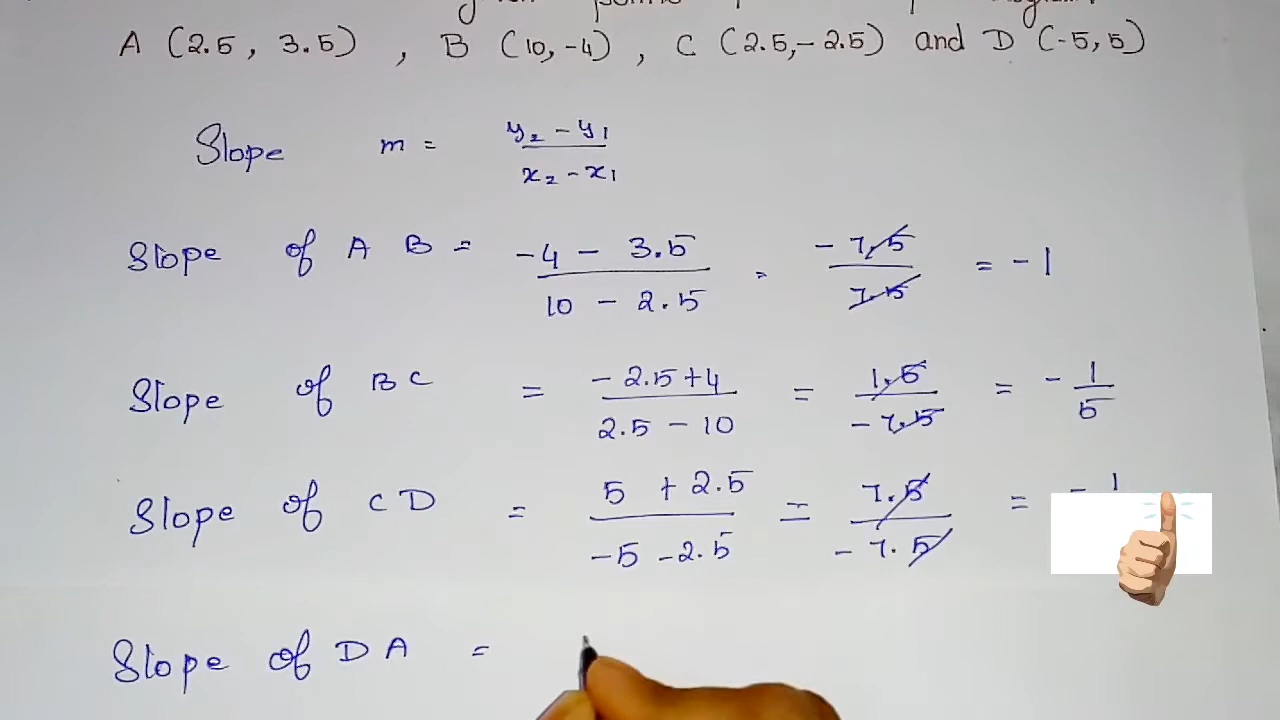 A (2.5, 3.5), B (10, -4), C (2.5, -2.5) and D (-5, 5)
Slope m = y₂ - y₁ / x₂ - x₁
Slope of AB = -4 - 3.5 / 10 - 2.5 = -7.5 / 7.5 = -1
Slope of BC = -2.5 + 4 / 2.5 - 10 = 1.5 / -7.5 = -1/5
Slope of CD = 5 + 2.5 / -5 - 2.5 = 7.5 / -7.5 = -1
Slope of DA =